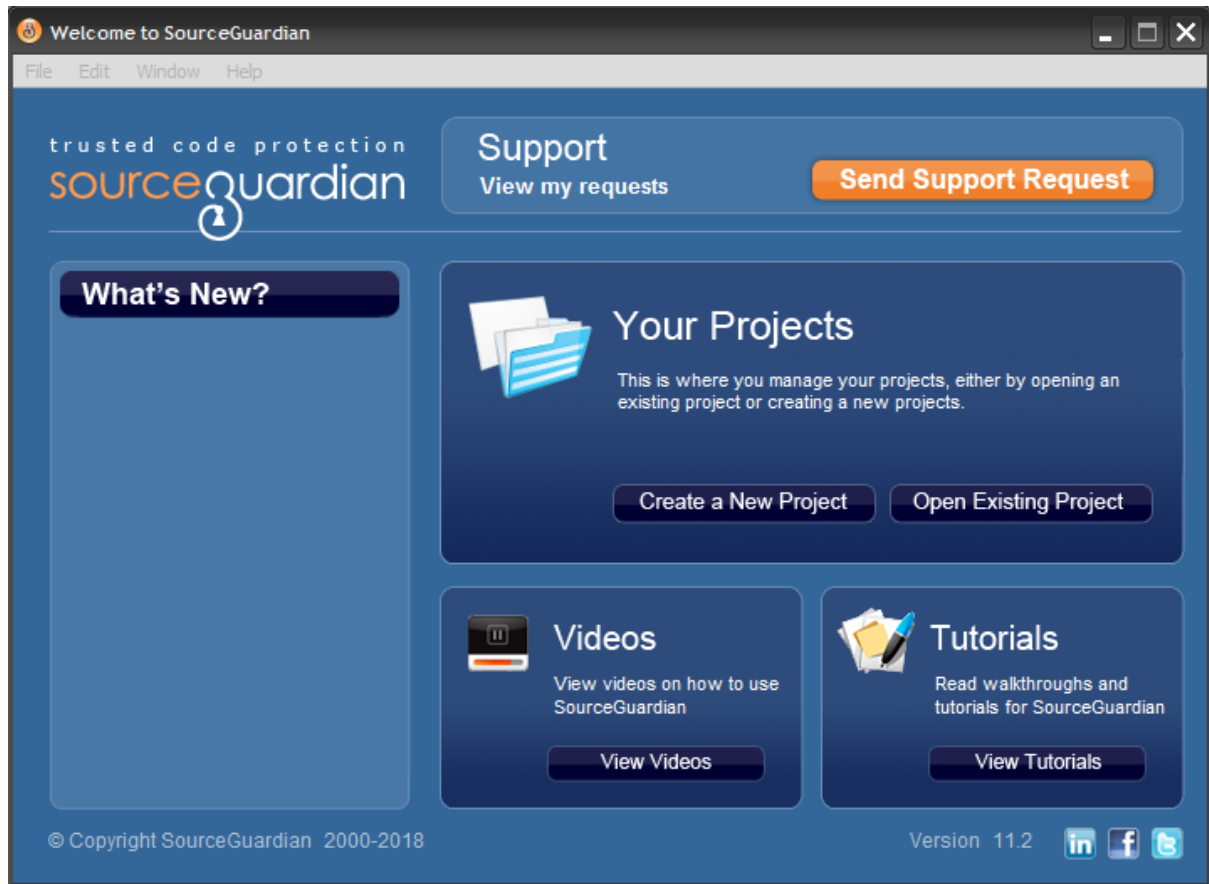 Welcome to SourceGuardian
File Edit Window Help
trusted code protection
sourceguardian
Support
View my requests
Send Support Request
What's New?
Your Projects
This is where you manage your projects, either by opening an
existing project or creating a new projects.
Create a New Project
Open Existing Project
Videos
View videos on how to use
SourceGuardian
View Videos
Tutorials
Read walkthroughs and
tutorials for SourceGuardian
View Tutorials
© Copyright SourceGuardian 2000-2018
Version 11.2
in f t